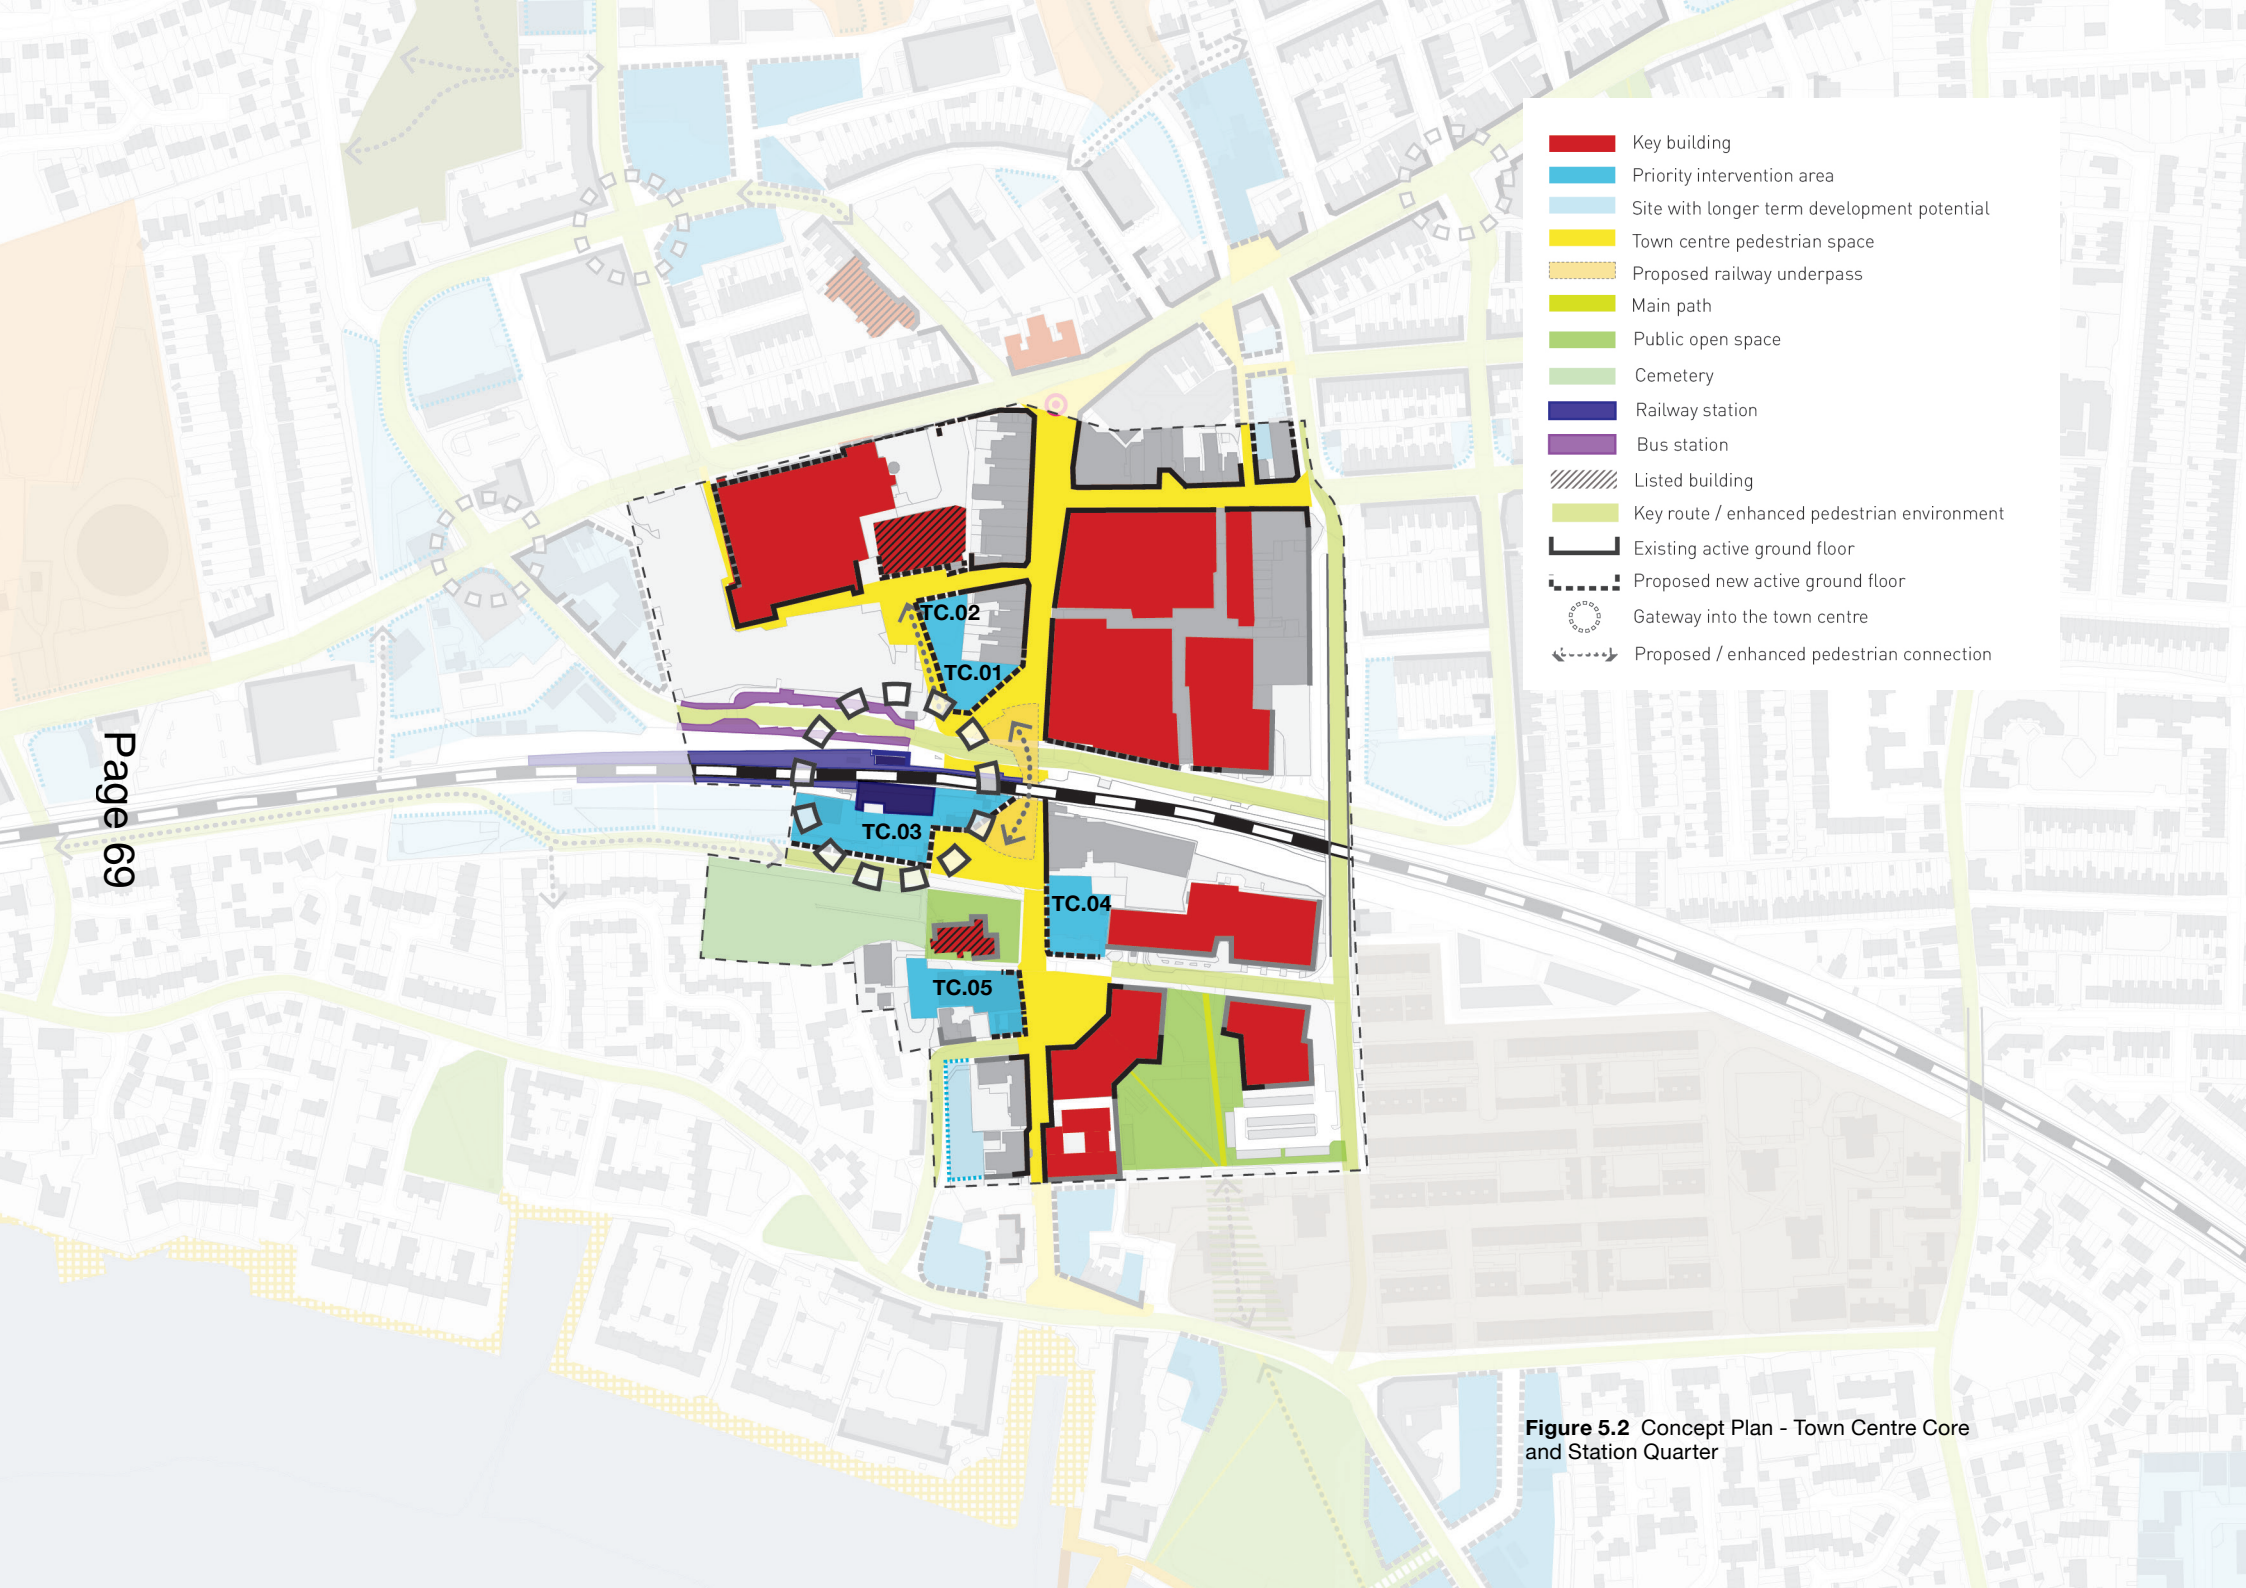 Key building
Priority intervention area
Site with longer term development potential
Town centre pedestrian space
Proposed railway underpass
Main path
Public open space
Cemetery
Railway station
Bus station
Listed building
Key route / enhanced pedestrian environment
Existing active ground floor
Proposed new active ground floor
Gateway into the town centre
Proposed / enhanced pedestrian connection
TC.02
TC.01
TC.03
TC.04
TC.05
Page 69
Figure 5.2 Concept Plan - Town Centre Core
and Station Quarter